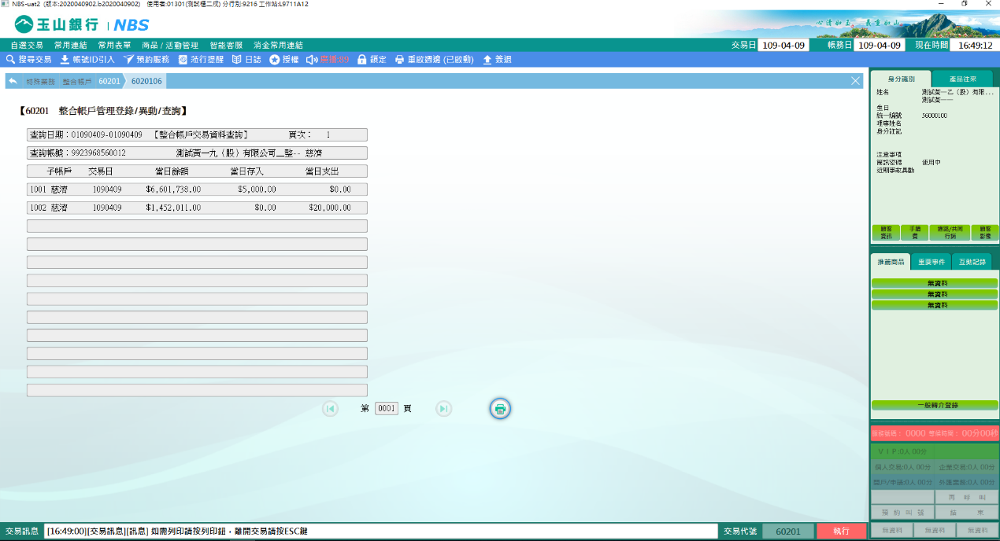 NBS-uat2 (版本:2020040902.b2020040902) 使用者:01301(測試櫃二成) 分行別:9216 工作站:L9711A12
玉山銀行 | NBS
心清如玉。義重如山。
自選交易 常用連結 常用表單 商品 / 活動管理 智能客服 消金常用連結
交易日 109-04-09 帳務日 109-04-09 現在時間 16:49:12
搜尋交易 帳號ID引入 預約服務 蒞行提醒 日誌 授權 廣播:89 鎖定 重啟週邊 (已啟動) 簽退
特殊業務 整合帳戶 60201 6020106
【60201 整合帳戶管理登錄/異動/查詢】
查詢日期：01090409-01090409 【整合帳戶交易資料查詢】 頁次： 1
查詢帳號：9923968560012 測試黃一九（股）有限公司__整-- 慈濟
子帳戶 交易日 當日餘額 當日存入 當日支出
1001 慈濟 1090409 $6,601,738.00 $5,000.00 $0.00
1002 慈濟 1090409 $1,452,011.00 $0.00 $20,000.00
第 0001 頁
身分識別 產品往來
姓名 測試黃一乙（股）有限...
測試黃一一
生日
統一編號 56000100
理專姓名
身分註記
注意事項
簡訊密碼 使用中
近期事故異動
顧客資訊 手續費 通路/共同行銷 顧客影像
推薦商品 重要事件 互動記錄
無資料
無資料
無資料
一般轉介登錄
服務號碼： 0000 等候時間： 00分00秒
V I P:0人 00分
個人交易:0人 00分 企業交易:0人 00分
開戶/申請:0人 00分 外匯業務:0人 00分
再 呼 叫
預 約 叫 號 結 束
無資料 無資料 無資料
交易訊息 [16:49:00][交易訊息][訊息] 如需列印請按列印鈕，離開交易請按ESC鍵 交易代號 60201 執行